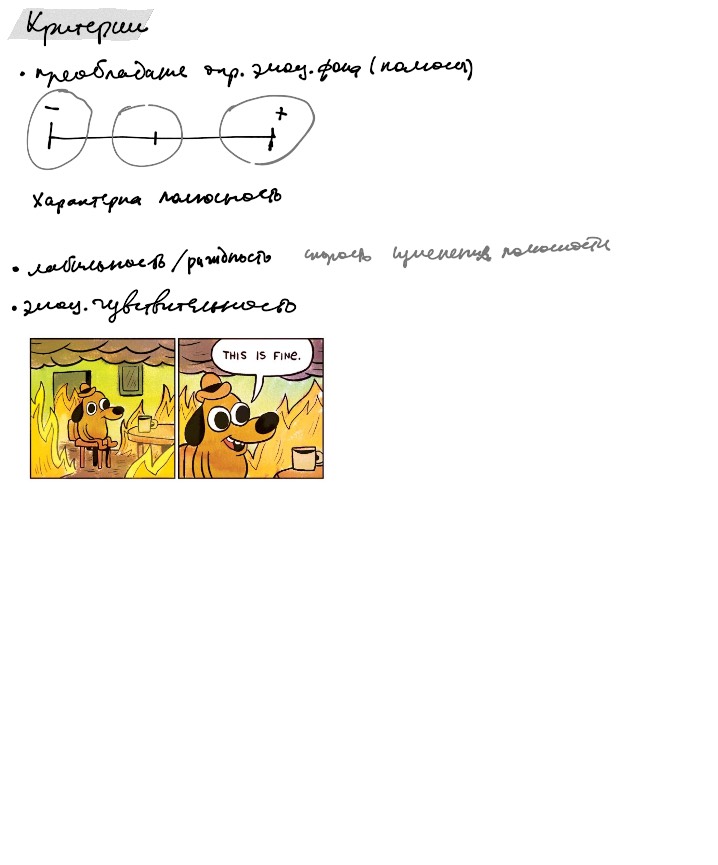 Критерии
• преобладание опр. эмоц. фона (полюса)
− +
Характерна полюсность
• лабильность/ригидность скорость изменения полюсности
• эмоц. чувствительность
THIS IS FINE.